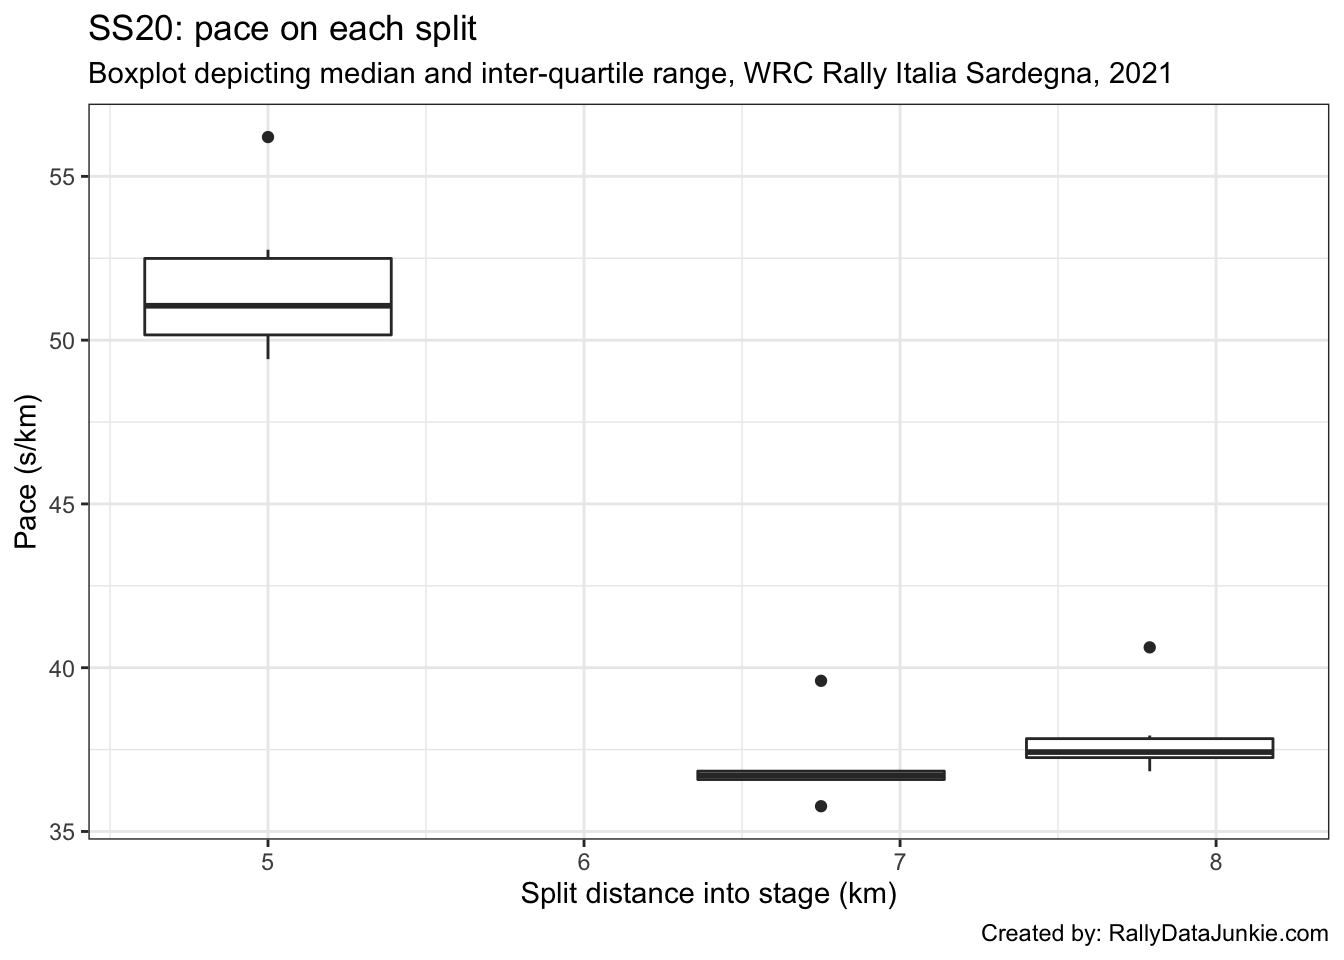 SS20: pace on each split
Boxplot depicting median and inter-quartile range, WRC Rally Italia Sardegna, 2021
55
50
45
40
35
Pace (s/km)
5 6 7 8
Split distance into stage (km)
Created by: RallyDataJunkie.com